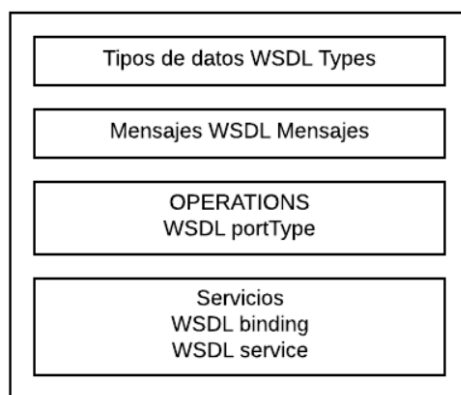 Tipos de datos WSDL Types
Mensajes WSDL Mensajes
OPERATIONS
WSDL portType
Servicios
WSDL binding
WSDL service